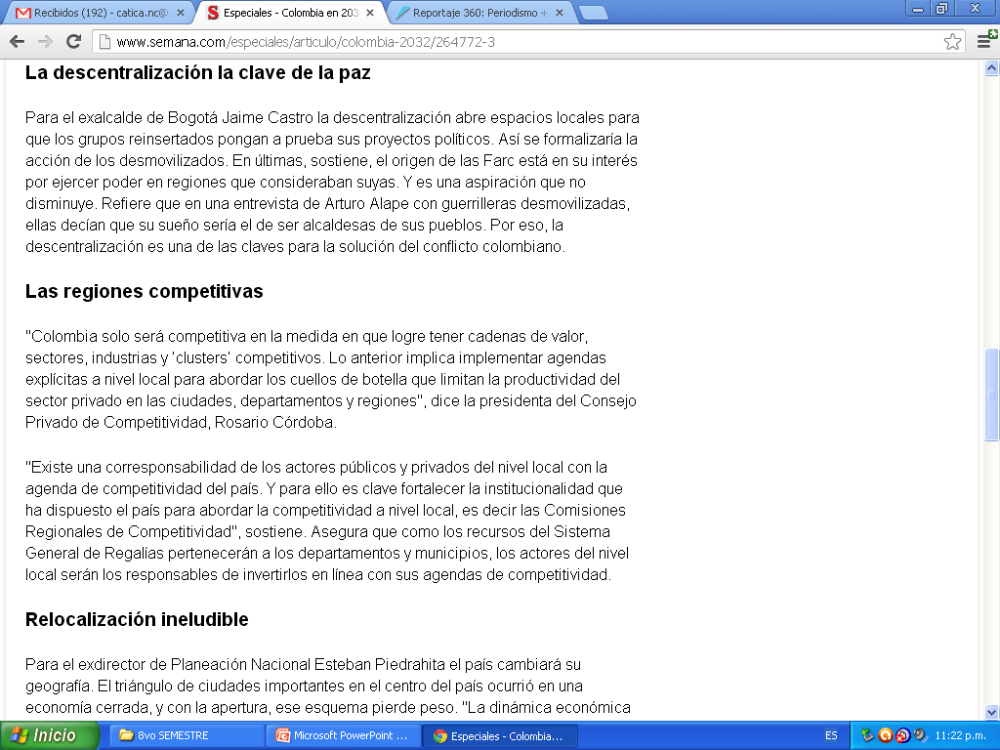 Recibidos (192) - catica.nc@
Especiales - Colombia en 203
Reportaje 360: Periodismo +
www.semana.com/especiales/articulo/colombia-2032/264772-3
La descentralización la clave de la paz
Para el exalcalde de Bogotá Jaime Castro la descentralización abre espacios locales para
que los grupos reinsertados pongan a prueba sus proyectos políticos. Así se formalizaría la
acción de los desmovilizados. En últimas, sostiene, el origen de las Farc está en su interés
por ejercer poder en regiones que consideraban suyas. Y es una aspiración que no
disminuye. Refiere que en una entrevista de Arturo Alape con guerrilleras desmovilizadas,
ellas decían que su sueño sería el de ser alcaldesas de sus pueblos. Por eso, la
descentralización es una de las claves para la solución del conflicto colombiano.
Las regiones competitivas
"Colombia solo será competitiva en la medida en que logre tener cadenas de valor,
sectores, industrias y ‘clusters’ competitivos. Lo anterior implica implementar agendas
explícitas a nivel local para abordar los cuellos de botella que limitan la productividad del
sector privado en las ciudades, departamentos y regiones", dice la presidenta del Consejo
Privado de Competitividad, Rosario Córdoba.
"Existe una corresponsabilidad de los actores públicos y privados del nivel local con la
agenda de competitividad del país. Y para ello es clave fortalecer la institucionalidad que
ha dispuesto el país para abordar la competitividad a nivel local, es decir las Comisiones
Regionales de Competitividad", sostiene. Asegura que como los recursos del Sistema
General de Regalías pertenecerán a los departamentos y municipios, los actores del nivel
local serán los responsables de invertirlos en línea con sus agendas de competitividad.
Relocalización ineludible
Para el exdirector de Planeación Nacional Esteban Piedrahita el país cambiará su
geografía. El triángulo de ciudades importantes en el centro del país ocurrió en una
economía cerrada, y con la apertura, ese esquema pierde peso. "La dinámica económica
Inicio
8vo SEMESTRE
Microsoft PowerPoint ...
Especiales - Colombia...
ES
11:22 p.m.